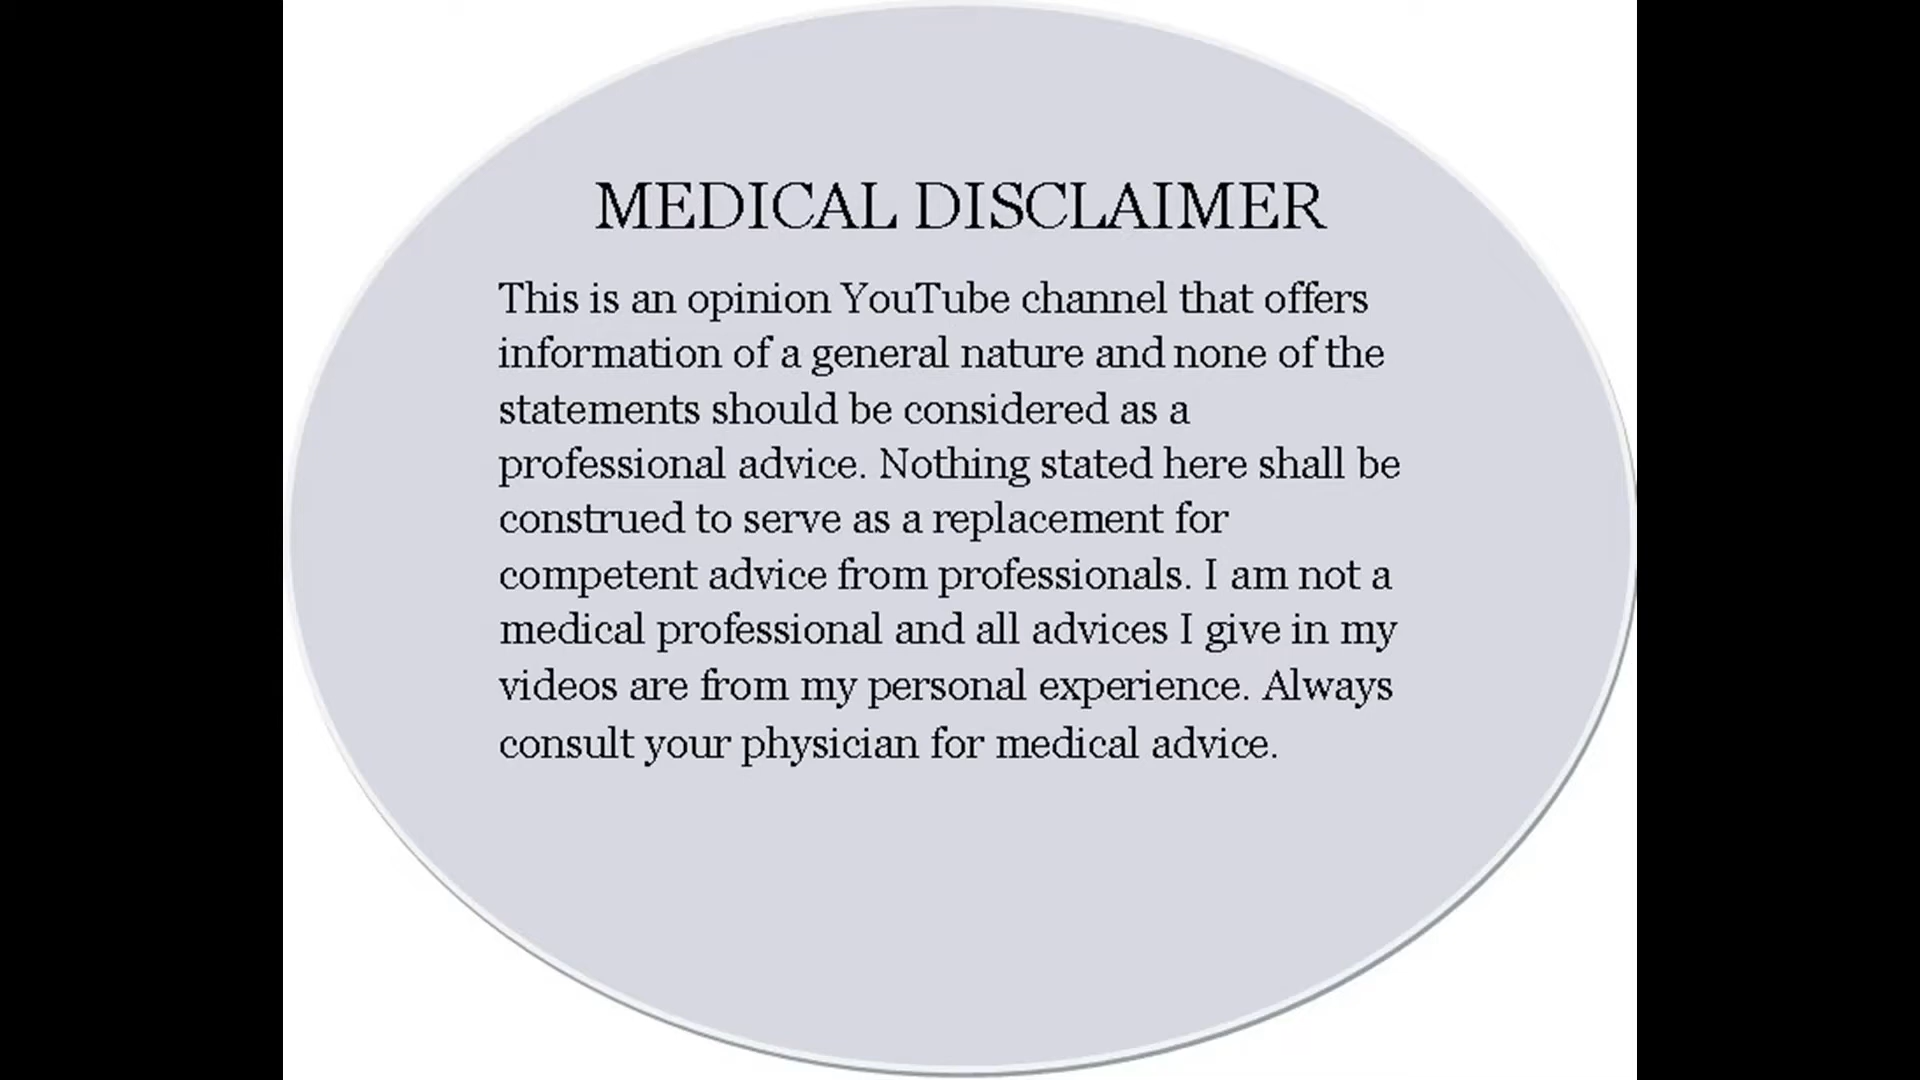 MEDICAL DISCLAIMER
This is an opinion YouTube channel that offers
information of a general nature and none of the
statements should be considered as a
professional advice. Nothing stated here shall be
construed to serve as a replacement for
competent advice from professionals. I am not a
medical professional and all advices I give in my
videos are from my personal experience. Always
consult your physician for medical advice.